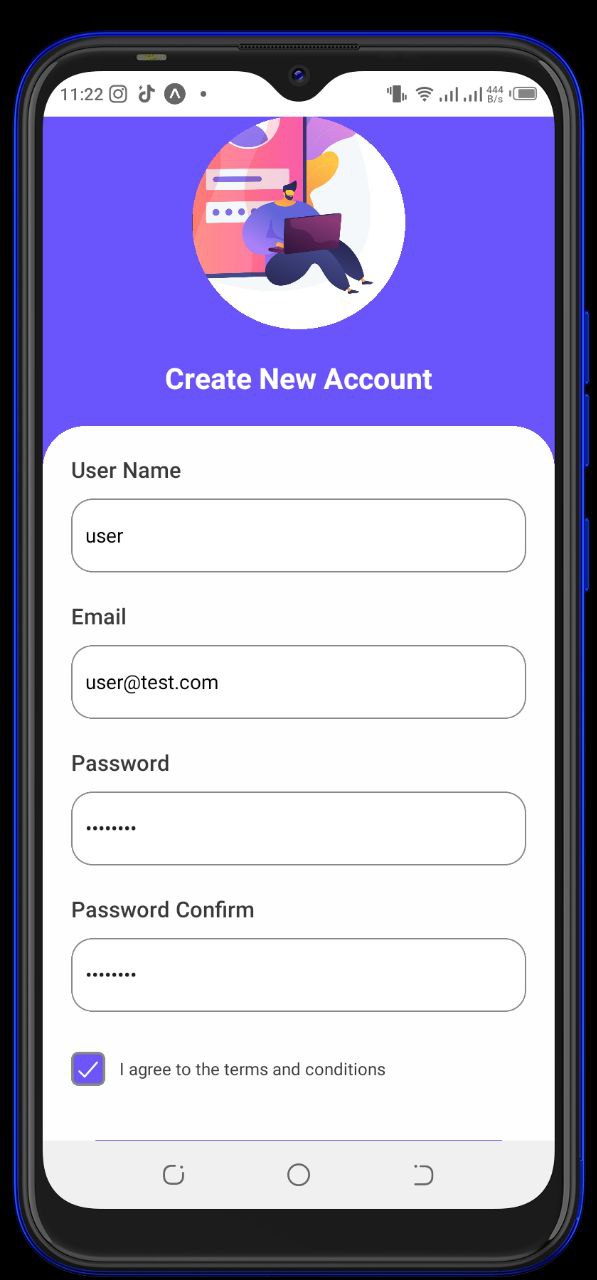 11:22
444
B/s
Create New Account
User Name
user
Email
user@test.com
Password
••••••••
Password Confirm
••••••••
I agree to the terms and conditions